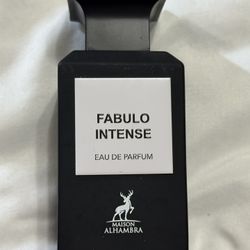 FABULO
INTENSE
EAU DE PARFUM
MAISON
ALHAMBRA